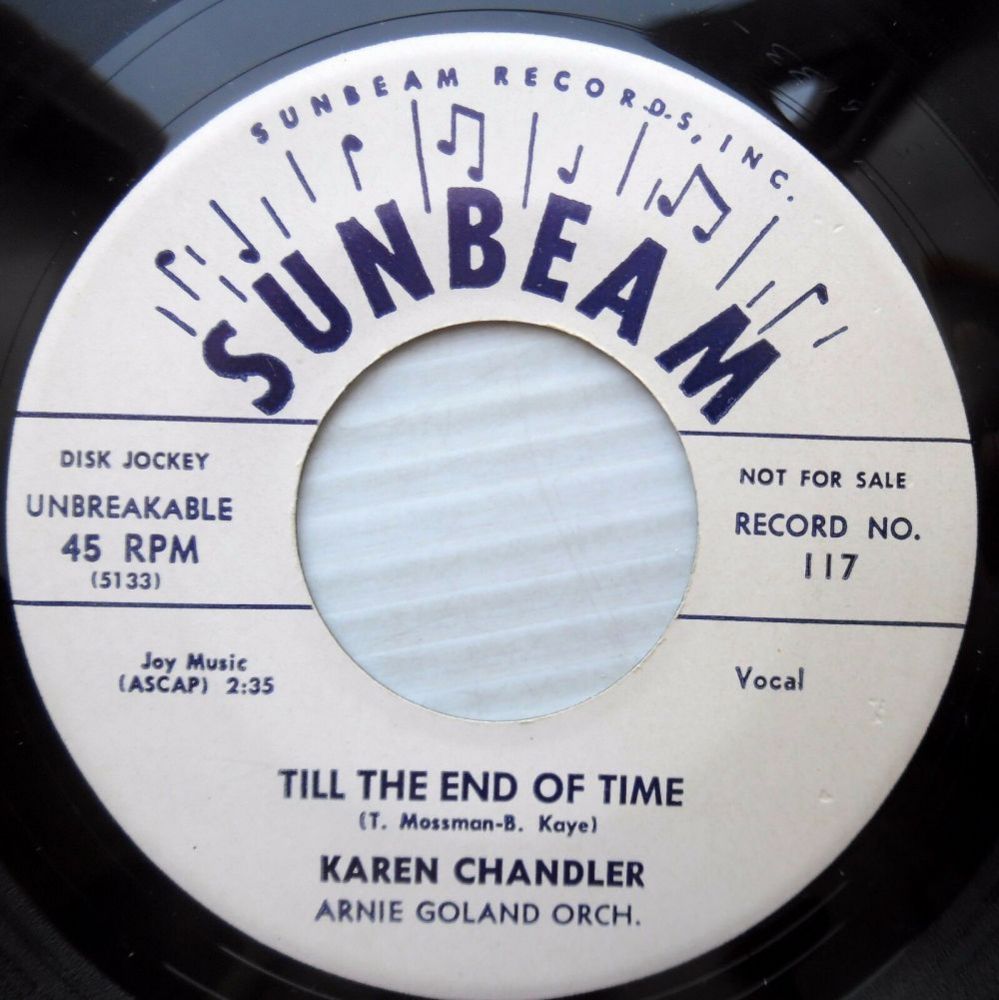 SUNBEAM RECORDS, INC.
SUNBEAM
DISK JOCKEY
UNBREAKABLE
45 RPM
(5133)
NOT FOR SALE
RECORD NO.
117
Joy Music
(ASCAP) 2:35
Vocal
TILL THE END OF TIME
(T. Mossman-B. Kaye)
KAREN CHANDLER
ARNIE GOLAND ORCH.